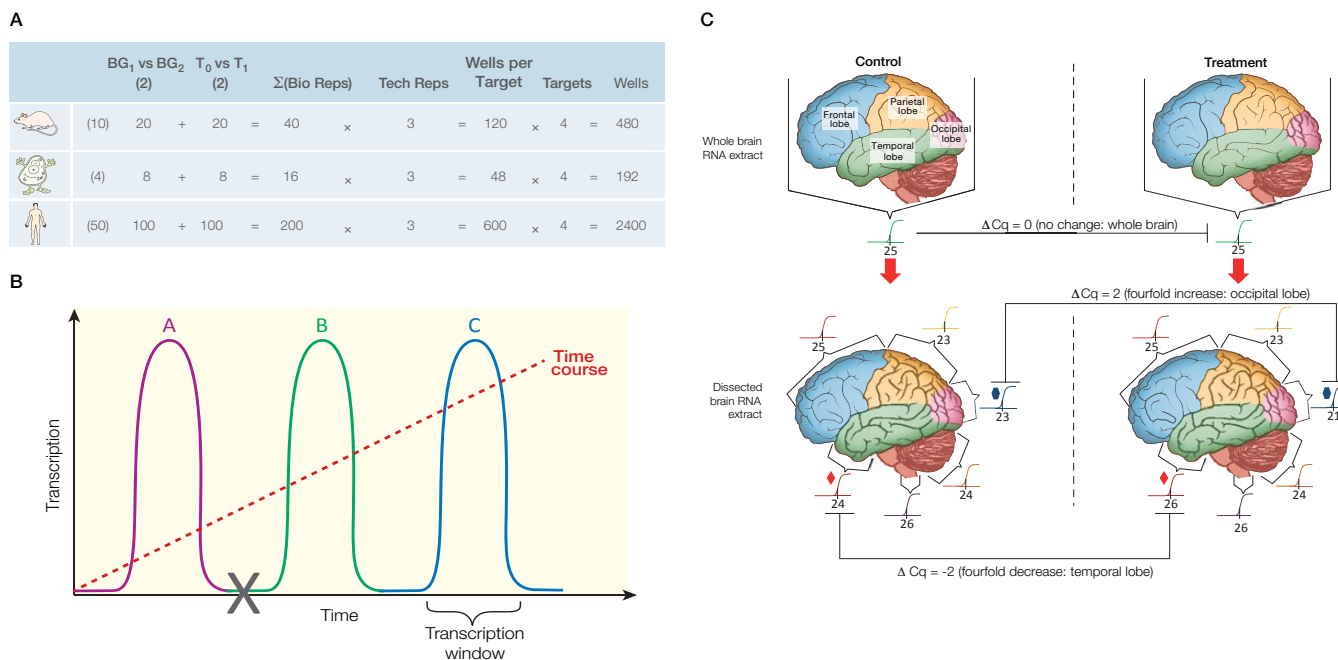 A
BG1 vs BG2 T0 vs T1 Wells per
(2) (2) Σ(Bio Reps) Tech Reps Target Targets Wells
(10) 20 + 20 = 40 × 3 = 120 × 4 = 480
(4) 8 + 8 = 16 × 3 = 48 × 4 = 192
(50) 100 + 100 = 200 × 3 = 600 × 4 = 2400
B
A B C
Time
course
Transcription
X
Time
Transcription
window
C
Control Treatment
Frontal
lobe
Parietal
lobe
Occipital
lobe
Temporal
lobe
Whole brain
RNA extract
Δ Cq = 0 (no change: whole brain)
25 25
Δ Cq = 2 (fourfold increase: occipital lobe)
25 23 25 23
Dissected
brain RNA
extract
23 21
24 26 24 26 26 24
Δ Cq = -2 (fourfold decrease: temporal lobe)